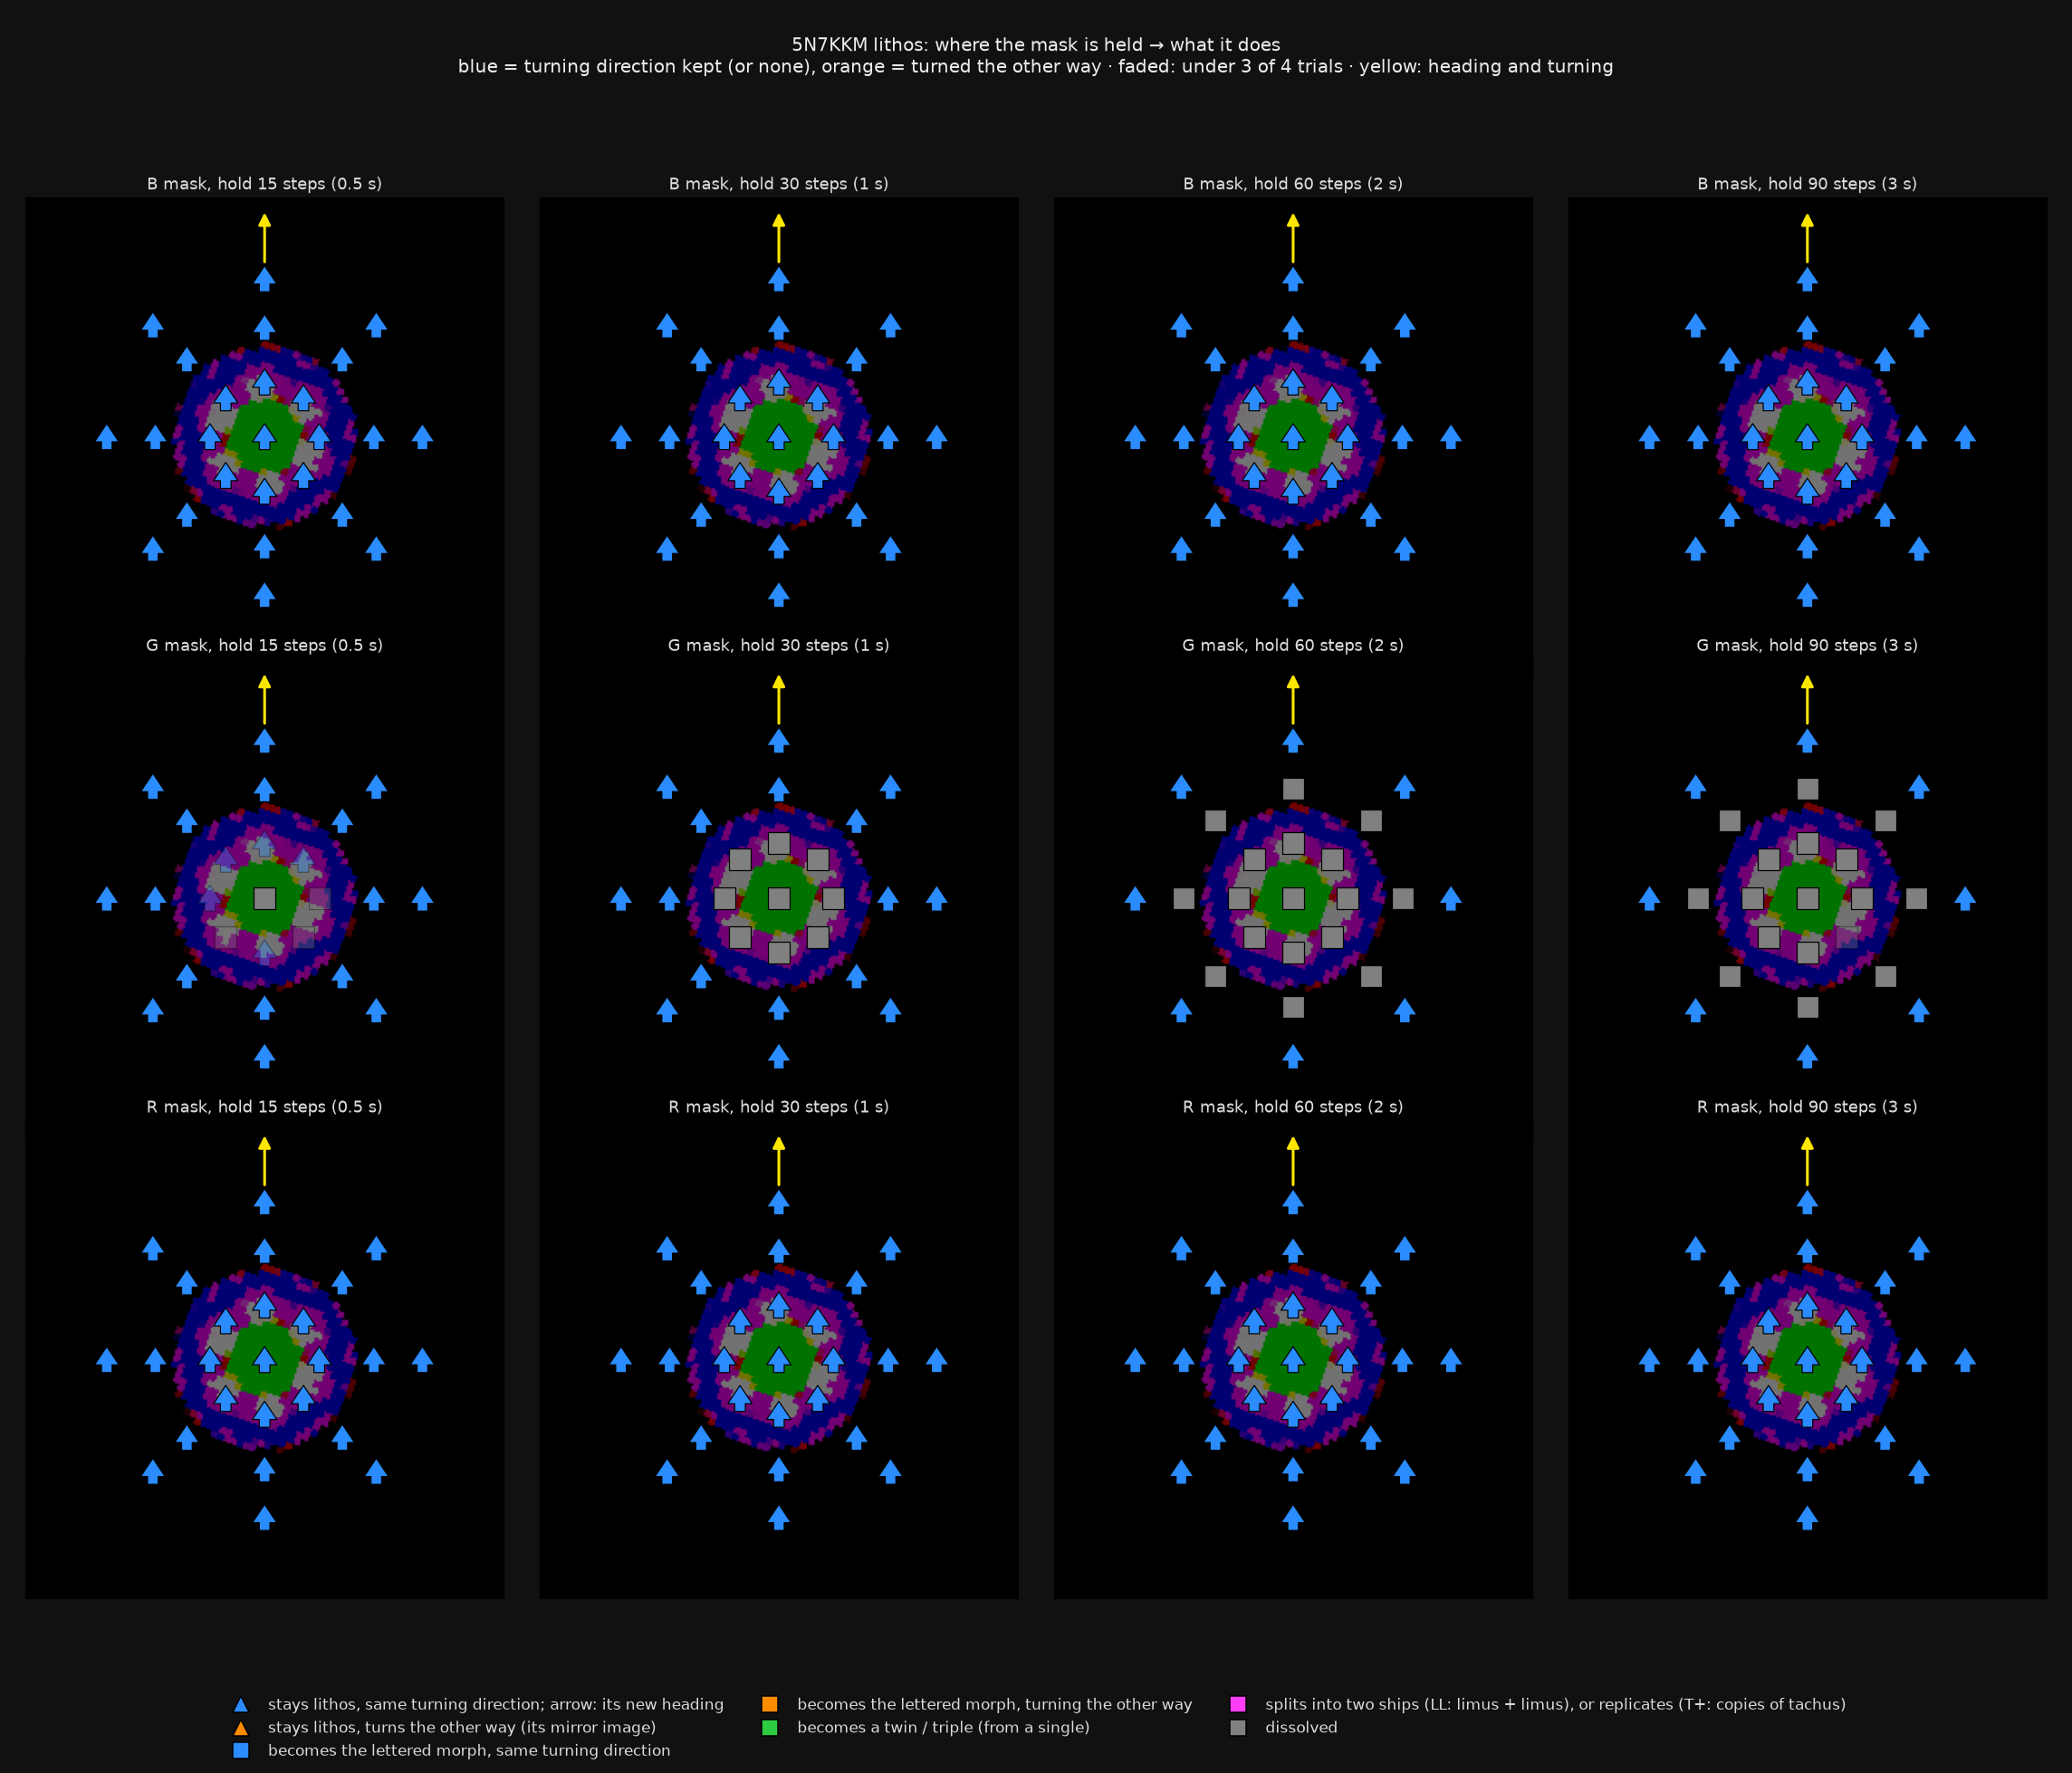 5N7KKM lithos: where the mask is held → what it does
blue = turning direction kept (or none), orange = turned the other way · faded: under 3 of 4 trials · yellow: heading and turning
B mask, hold 15 steps (0.5 s)
B mask, hold 30 steps (1 s)
B mask, hold 60 steps (2 s)
B mask, hold 90 steps (3 s)
G mask, hold 15 steps (0.5 s)
G mask, hold 30 steps (1 s)
G mask, hold 60 steps (2 s)
G mask, hold 90 steps (3 s)
R mask, hold 15 steps (0.5 s)
R mask, hold 30 steps (1 s)
R mask, hold 60 steps (2 s)
R mask, hold 90 steps (3 s)
stays lithos, same turning direction; arrow: its new heading
stays lithos, turns the other way (its mirror image)
becomes the lettered morph, same turning direction
becomes the lettered morph, turning the other way
becomes a twin / triple (from a single)
splits into two ships (LL: limus + limus), or replicates (T+: copies of tachus)
dissolved